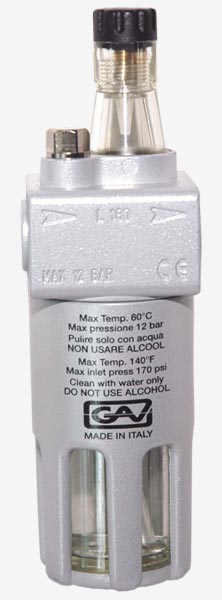 L 180
MAX 12 BAR CE
Max Temp. 60°C
Max pressione 12 bar
Pulire solo con acqua
NON USARE ALCOOL
Max Temp. 140°F
Max inlet press 170 psi
Clean with water only
DO NOT USE ALCOHOL
GAV
MADE IN ITALY